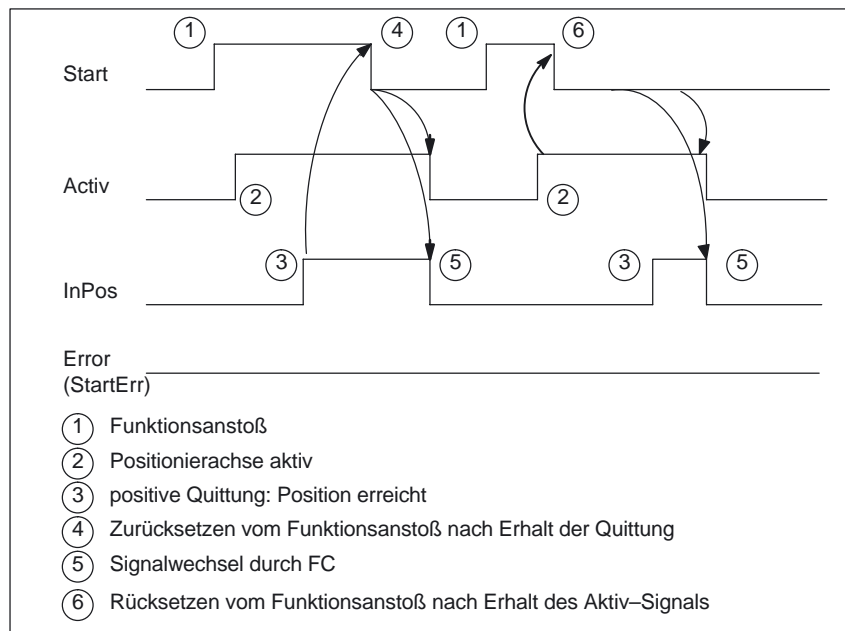 ① ④ ① ⑥
Start
Activ
② ②
③ ⑤ ③ ⑤
InPos
Error
(StartErr)
① Funktionsanstoß
② Positionierachse aktiv
③ positive Quittung: Position erreicht
④ Zurücksetzen vom Funktionsanstoß nach Erhalt der Quittung
⑤ Signalwechsel durch FC
⑥ Rücksetzen vom Funktionsanstoß nach Erhalt des Aktiv–Signals